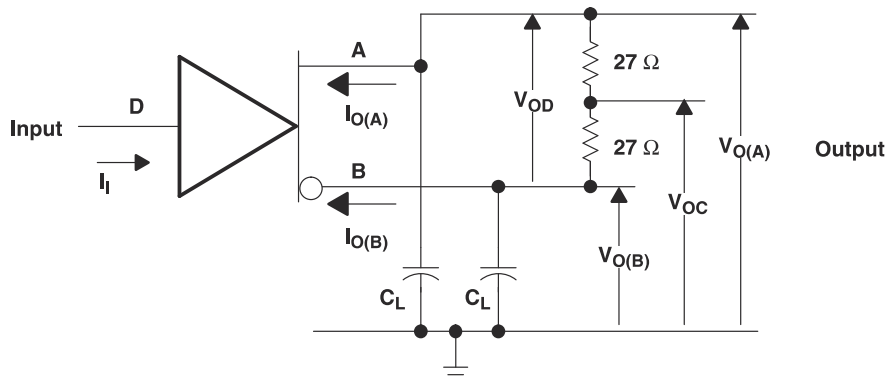 A
27 Ω
D
I_O(A)
V_OD
Input
27 Ω
V_O(A)
Output
B
I_I
V_OC
I_O(B)
V_O(B)
C_L
C_L